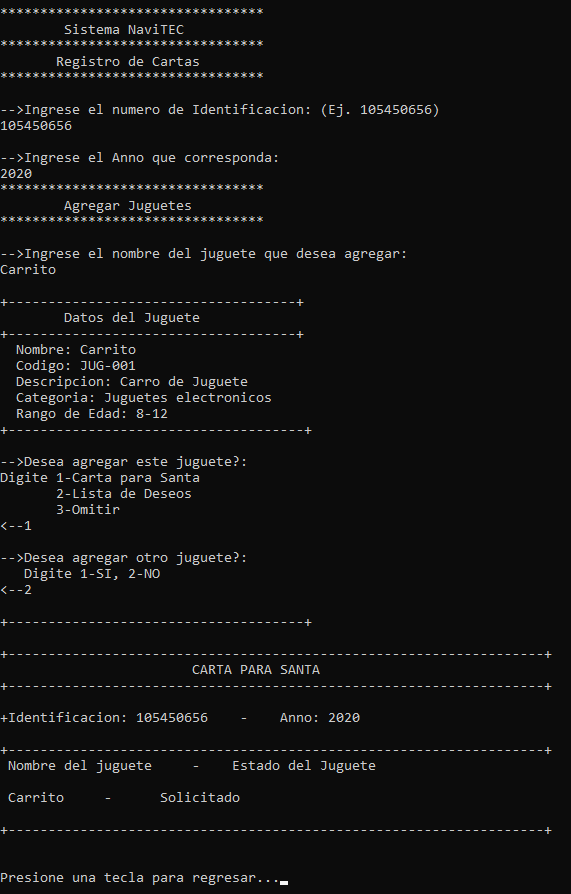 *********************************
Sistema NaviTEC
*********************************
Registro de Cartas
*********************************
-->Ingrese el numero de Identificacion: (Ej. 105450656)
105450656
-->Ingrese el Anno que corresponda:
2020
*********************************
Agregar Juguetes
*********************************
-->Ingrese el nombre del juguete que desea agregar:
Carrito
+------------------------------------+
Datos del Juguete
+------------------------------------+
Nombre: Carrito
Codigo: JUG-001
Descripcion: Carro de Juguete
Categoria: Juguetes electronicos
Rango de Edad: 8-12
+-------------------------------------+
-->Desea agregar este juguete?:
Digite 1-Carta para Santa
2-Lista de Deseos
3-Omitir
<--1
-->Desea agregar otro juguete?:
Digite 1-SI, 2-NO
<--2
+-------------------------------------+
+-------------------------------------------------------------------+
CARTA PARA SANTA
+-------------------------------------------------------------------+
+Identificacion: 105450656    -    Anno: 2020
+-------------------------------------------------------------------+
Nombre del juguete     -    Estado del Juguete
Carrito     -      Solicitado
+-------------------------------------------------------------------+
Presione una tecla para regresar...